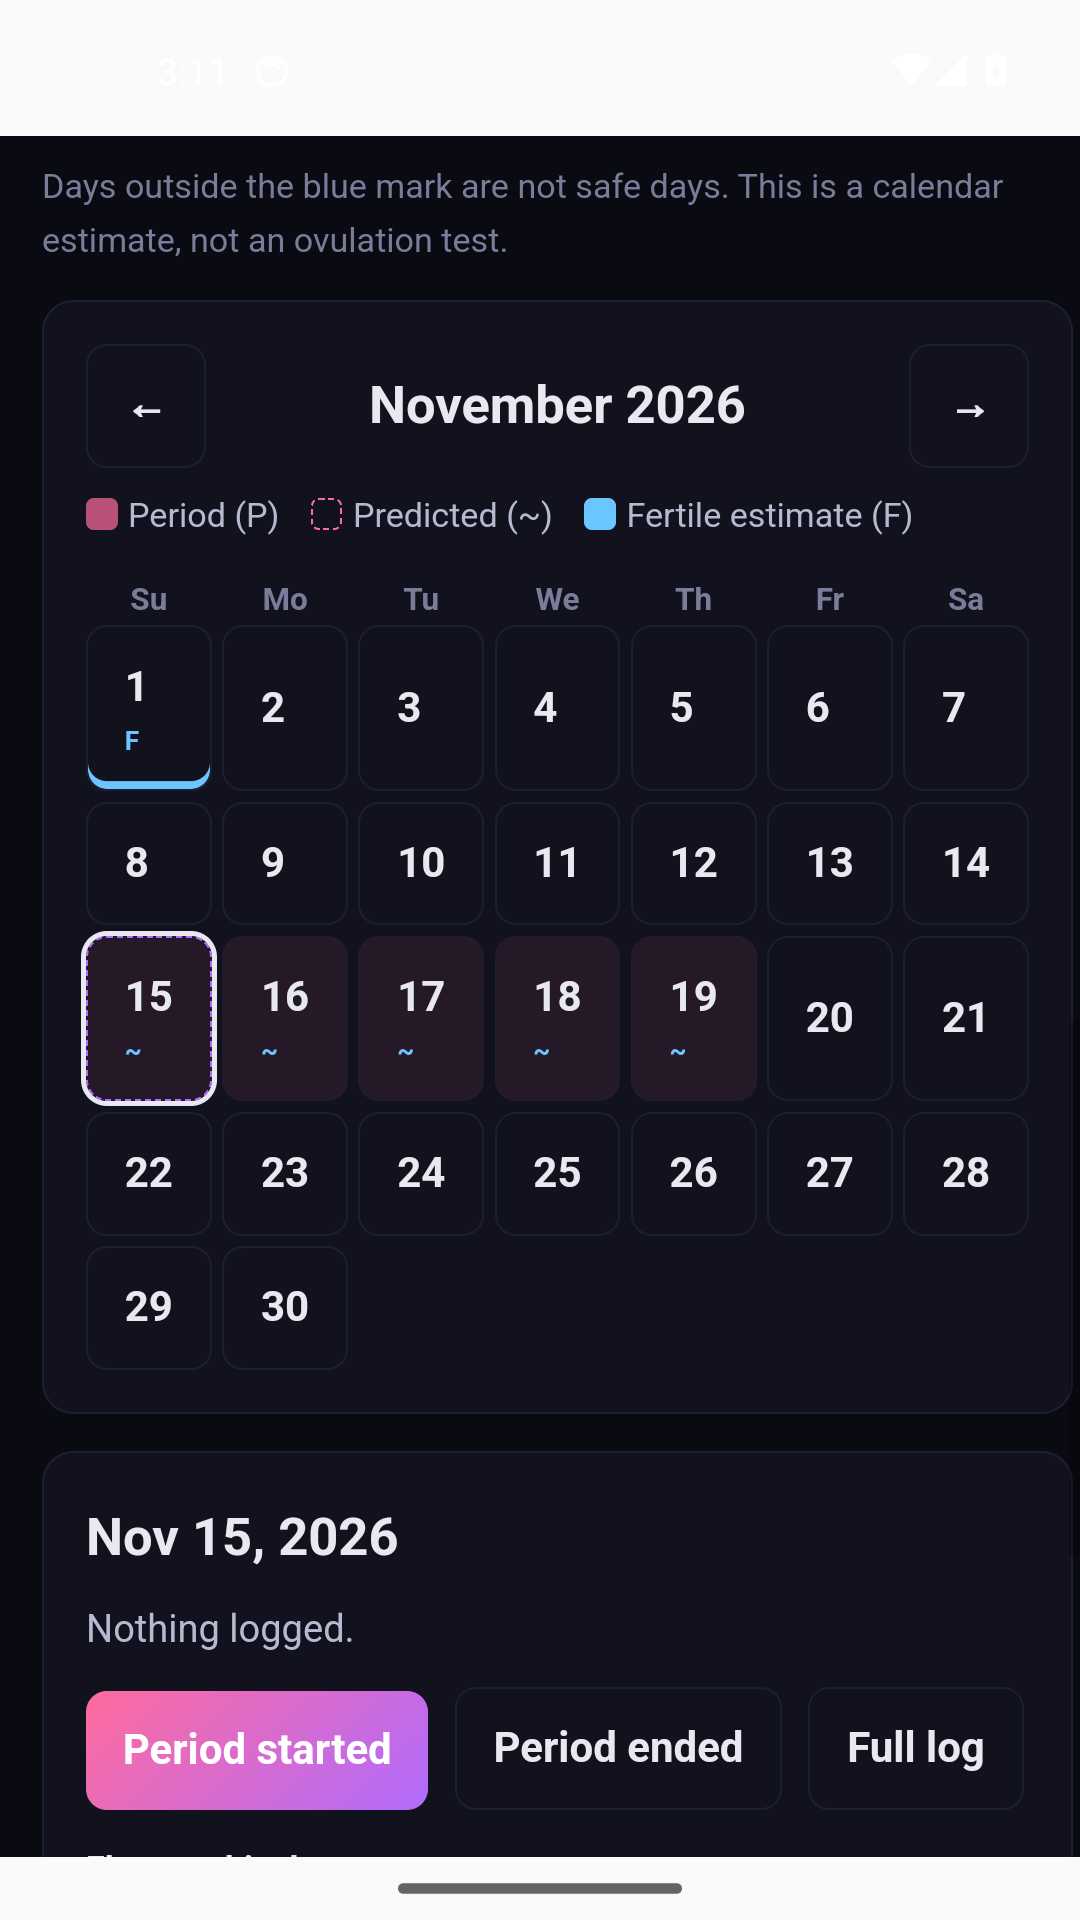 3:11
Days outside the blue mark are not safe days. This is a calendar
estimate, not an ovulation test.
← November 2026 →
Period (P) Predicted (~) Fertile estimate (F)
Su Mo Tu We Th Fr Sa
1 2 3 4 5 6 7
F
8 9 10 11 12 13 14
15 16 17 18 19 20 21
~ ~ ~ ~ ~
22 23 24 25 26 27 28
29 30
Nov 15, 2026
Nothing logged.
Period started Period ended Full log